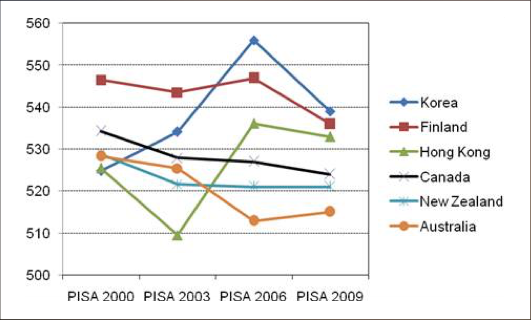 560
550
540
530
520
510
500
PISA 2000 PISA 2003 PISA 2006 PISA 2009
Korea
Finland
Hong Kong
Canada
New Zealand
Australia